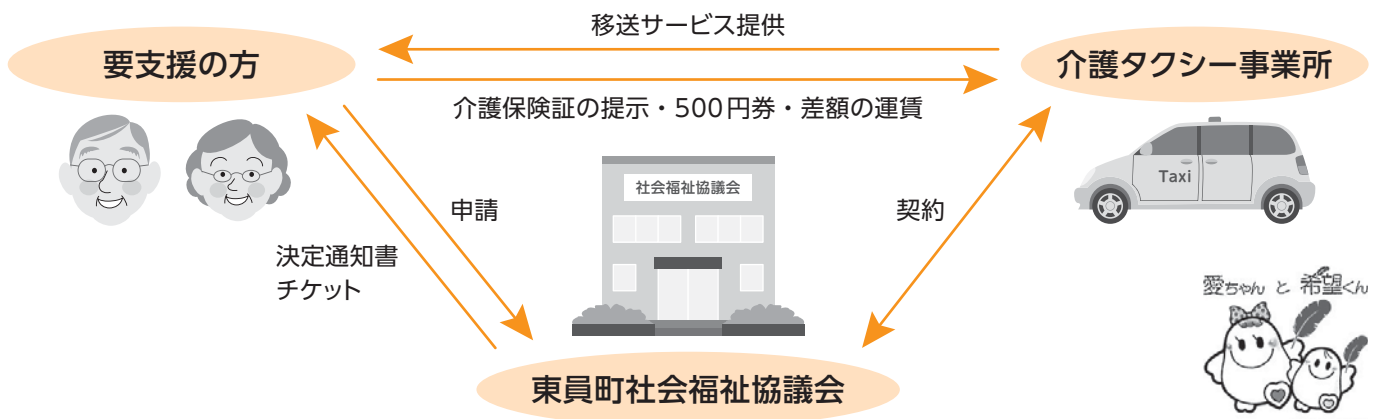 移送サービス提供
要支援の方
介護タクシー事業所
介護保険証の提示・500円券・差額の運賃
社会福祉協議会
Taxi
申請
契約
決定通知書
チケット
愛ちゃんと希望くん
東員町社会福祉協議会